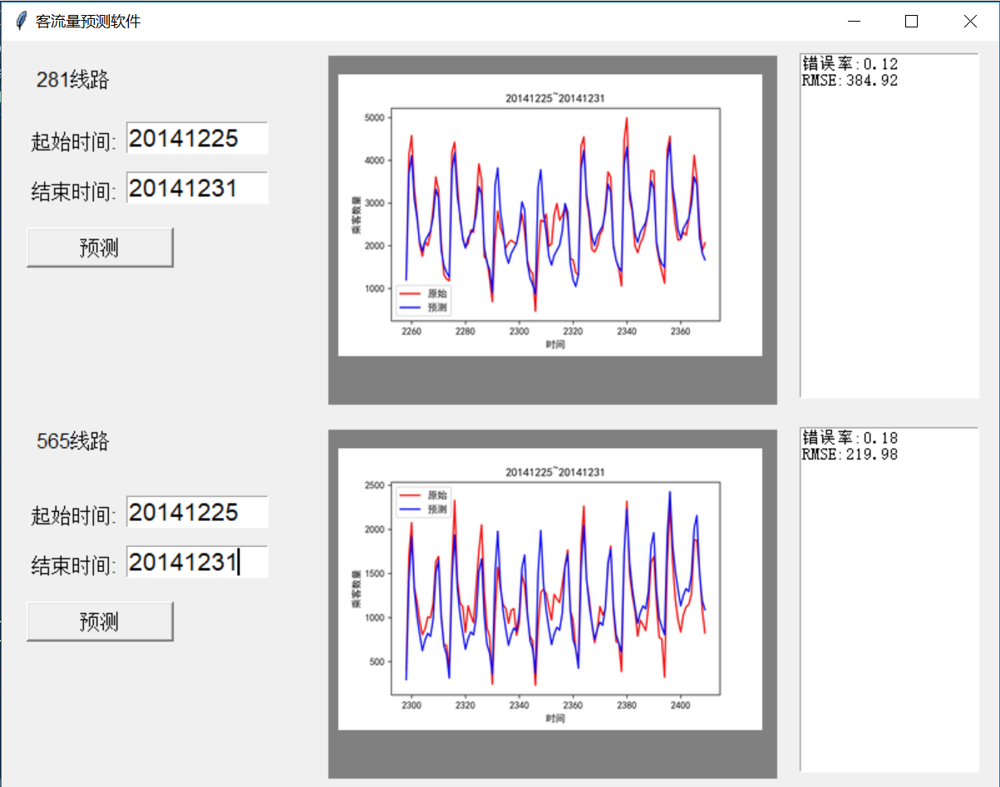 客流量预测软件
281线路
起始时间: 20141225
结束时间: 20141231
预测
20141225~20141231
5000
4000
3000
2000
1000
乘客数量
原始
预测
2260 2280 2300 2320 2340 2360
时间
错误率:0.12
RMSE:384.92
565线路
起始时间: 20141225
结束时间: 20141231
预测
20141225~20141231
2500
2000
1500
1000
500
乘客数量
原始
预测
2300 2320 2340 2360 2380 2400
时间
错误率:0.18
RMSE:219.98